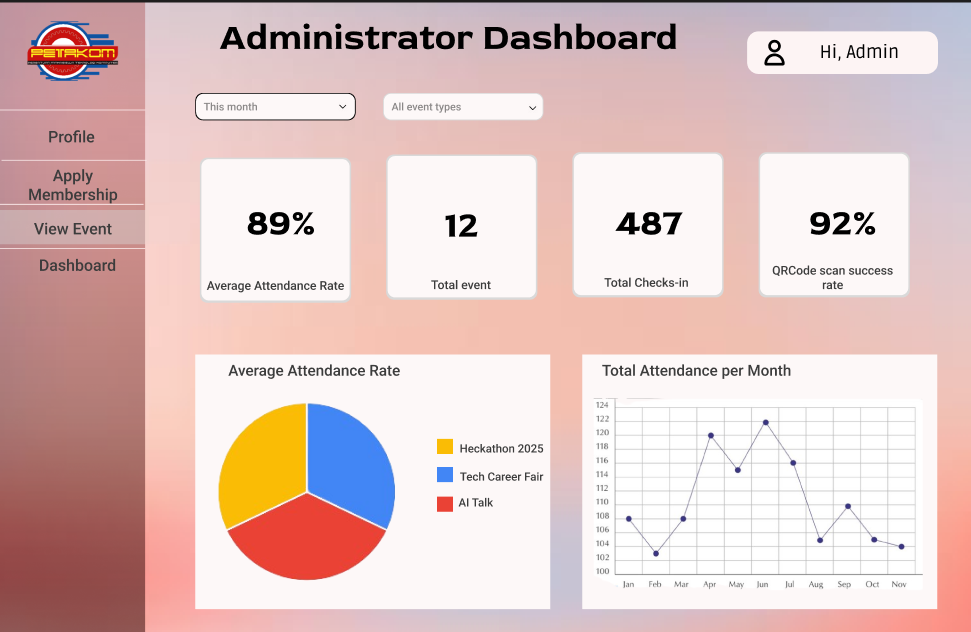 PETAKOM
Administrator Dashboard
Hi, Admin
This month
All event types
Profile
Apply
Membership
View Event
Dashboard
89%
Average Attendance Rate
12
Total event
487
Total Checks-in
92%
QRCode scan success
rate
Average Attendance Rate
Heckathon 2025
Tech Career Fair
AI Talk
Total Attendance per Month
124
122
120
118
116
114
112
110
108
106
104
102
100
Jan Feb Mar Apr May Jun Jul Aug Sep Oct Nov